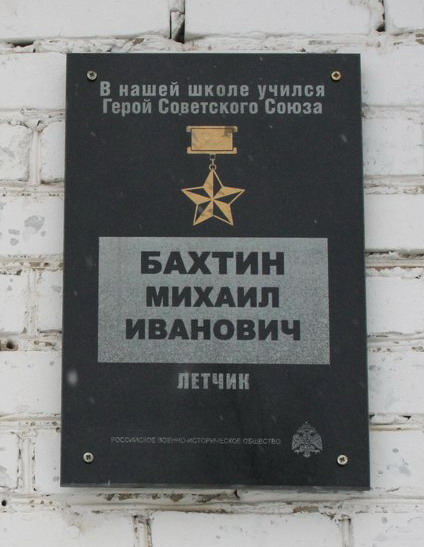 В нашей школе учился
Герой Советского Союза
БАХТИН
МИХАИЛ
ИВАНОВИЧ
ЛЕТЧИК
РОССИЙСКОЕ ВОЕННО-ИСТОРИЧЕСКОЕ ОБЩЕСТВО